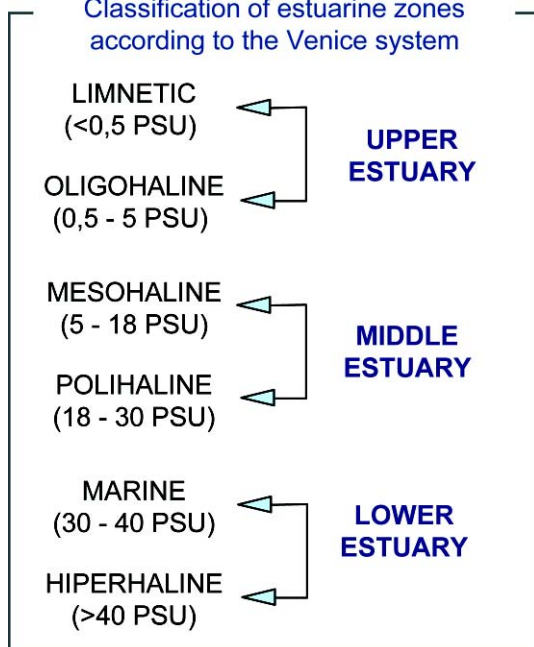 Classification of estuarine zones
according to the Venice system
LIMNETIC
(<0,5 PSU)
UPPER
ESTUARY
OLIGOHALINE
(0,5 - 5 PSU)
MESOHALINE
(5 - 18 PSU)
MIDDLE
ESTUARY
POLIHALINE
(18 - 30 PSU)
MARINE
(30 - 40 PSU)
LOWER
ESTUARY
HIPERHALINE
(>40 PSU)